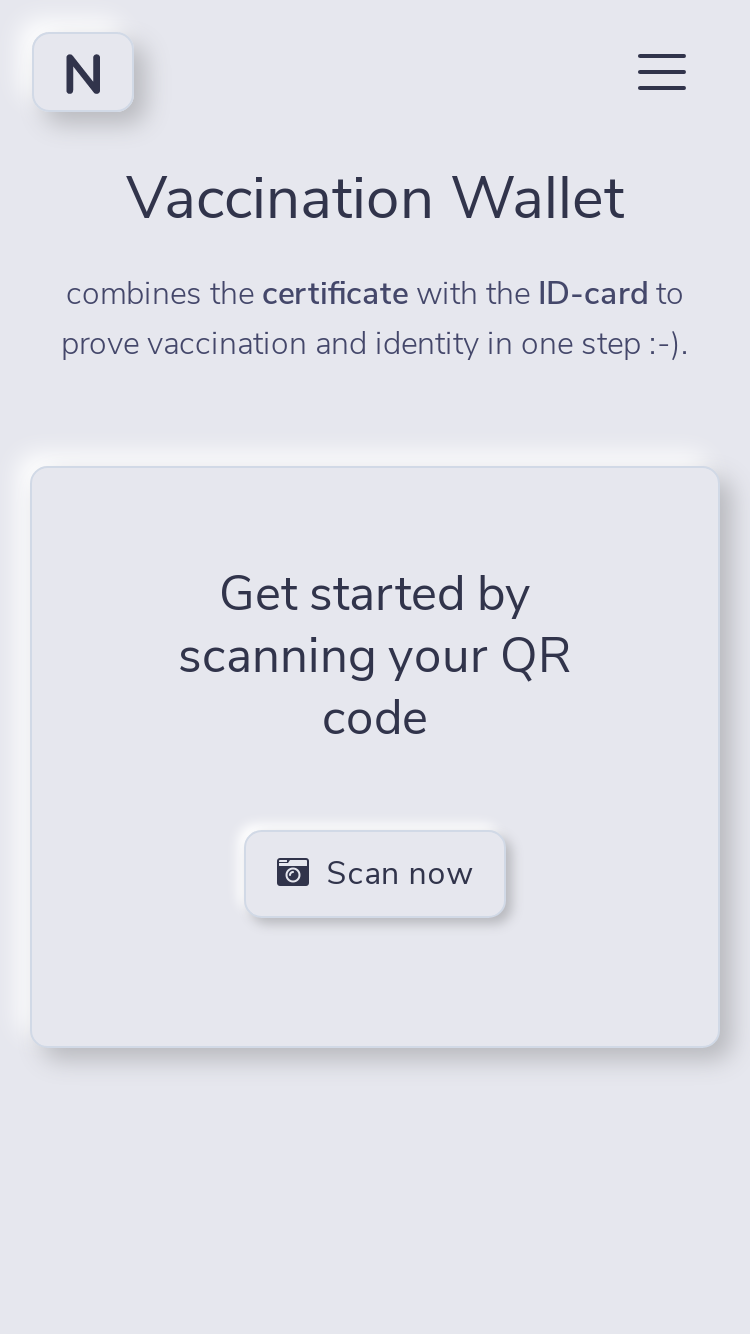 N
Vaccination Wallet
combines the certificate with the ID-card to
prove vaccination and identity in one step :-).
Get started by
scanning your QR
code
Scan now